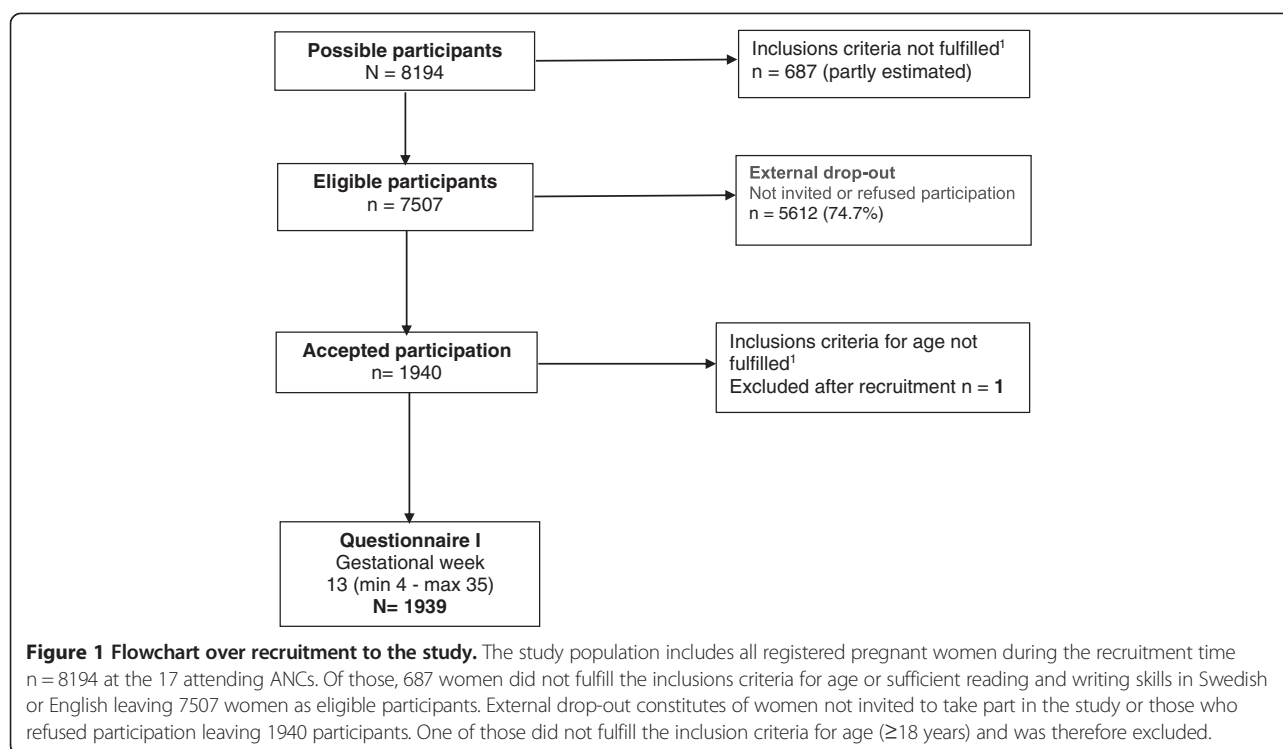 Possible participants
N = 8194
Inclusions criteria not fulfilled¹
n = 687 (partly estimated)
Eligible participants
n = 7507
External drop-out
Not invited or refused participation
n = 5612 (74.7%)
Accepted participation
n= 1940
Inclusions criteria for age not
fulfilled¹
Excluded after recruitment n = 1
Questionnaire I
Gestational week
13 (min 4 - max 35)
N= 1939
Figure 1 Flowchart over recruitment to the study. The study population includes all registered pregnant women during the recruitment time
n = 8194 at the 17 attending ANCs. Of those, 687 women did not fulfill the inclusions criteria for age or sufficient reading and writing skills in Swedish
or English leaving 7507 women as eligible participants. External drop-out constitutes of women not invited to take part in the study or those who
refused participation leaving 1940 participants. One of those did not fulfill the inclusion criteria for age (≥18 years) and was therefore excluded.